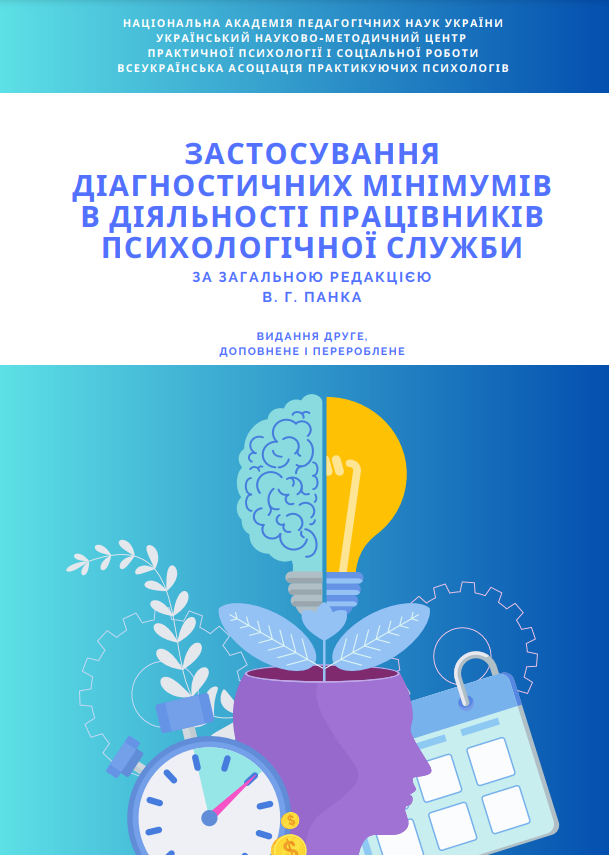 НАЦІОНАЛЬНА АКАДЕМІЯ ПЕДАГОГІЧНИХ НАУК УКРАЇНИ
УКРАЇНСЬКИЙ НАУКОВО-МЕТОДИЧНИЙ ЦЕНТР
ПРАКТИЧНОЇ ПСИХОЛОГІЇ І СОЦІАЛЬНОЇ РОБОТИ
ВСЕУКРАЇНСЬКА АСОЦІАЦІЯ ПРАКТИКУЮЧИХ ПСИХОЛОГІВ
ЗАСТОСУВАННЯ
ДІАГНОСТИЧНИХ МІНІМУМІВ
В ДІЯЛЬНОСТІ ПРАЦІВНИКІВ
ПСИХОЛОГІЧНОЇ СЛУЖБИ
ЗА ЗАГАЛЬНОЮ РЕДАКЦІЄЮ
В. Г. ПАНКА
ВИДАННЯ ДРУГЕ,
ДОПОВНЕНЕ І ПЕРЕРОБЛЕНЕ
$
$